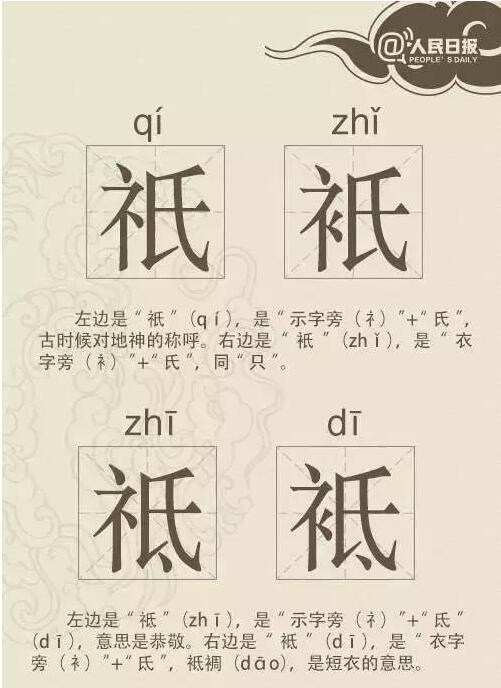 @人民日报
PEOPLE'S DAILY
qí zhǐ
祇 衹
左边是“祇”(qí)，是“示字旁（礻）”+“氏”，
古时候对地神的称呼。右边是“衹”(zhǐ)，是“衣
字旁（衤）”+“氏”，同“只”。
zhī dī
祗 袛
左边是“祗”(zhī)，是“示字旁（礻）”+“氐”
(dī)，意思是恭敬。右边是“袛”(dī)，是“衣字
旁（衤）”+“氐”，袛裯（dāo)，是短衣的意思。